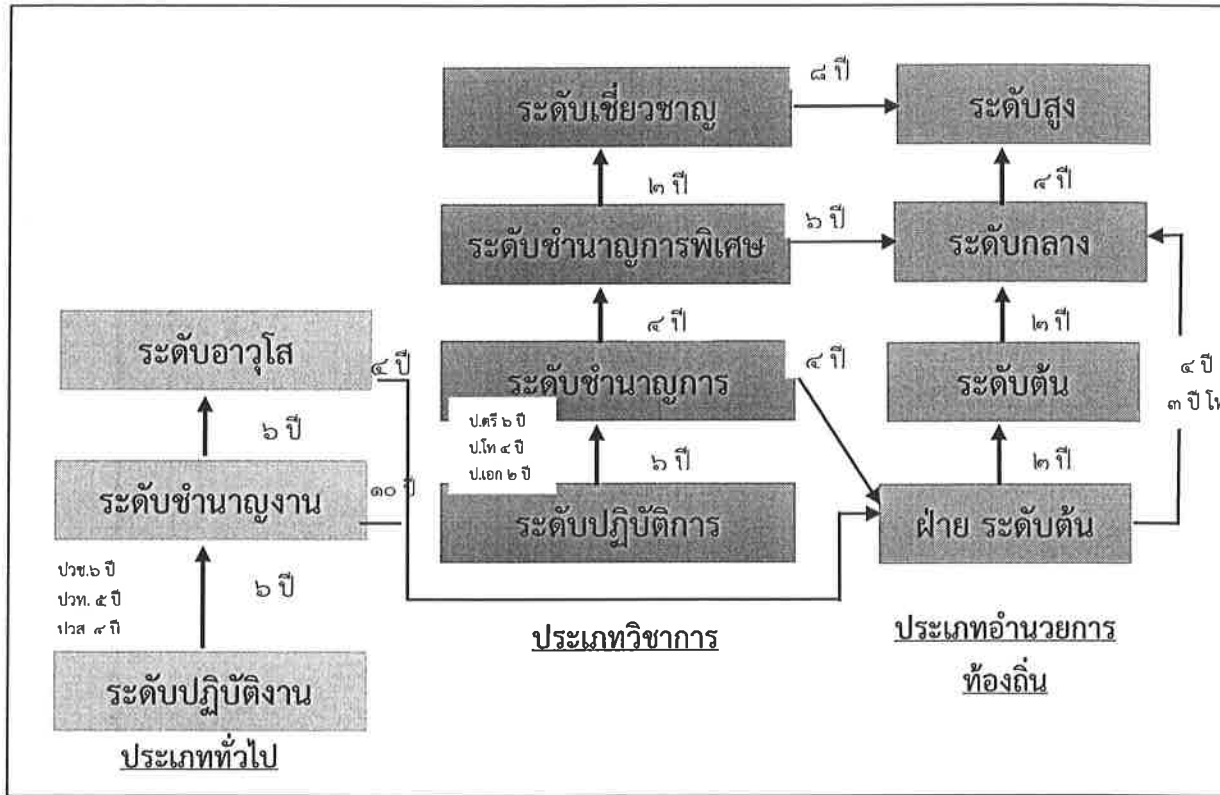 ระดับเชี่ยวชาญ
๘ ปี
ระดับสูง
๒ ปี
๔ ปี
ระดับชำนาญการพิเศษ
๖ ปี
ระดับกลาง
๔ ปี
๒ ปี
ระดับอาวุโส
๔ ปี
ระดับชำนาญการ
๔ ปี
ระดับต้น
๔ ปี
๓ ปี โท
๖ ปี
ป.ตรี ๖ ปี
ป.โท ๔ ปี
ป.เอก ๒ ปี
๖ ปี
๒ ปี
ระดับชำนาญงาน
๑๐ ปี
ระดับปฏิบัติการ
ฝ่าย ระดับต้น
ปวช.๖ ปี
ปวท. ๕ ปี
ปวส ๔ ปี
๖ ปี
ประเภทวิชาการ
ประเภทอำนวยการ
ท้องถิ่น
ระดับปฏิบัติงาน
ประเภททั่วไป